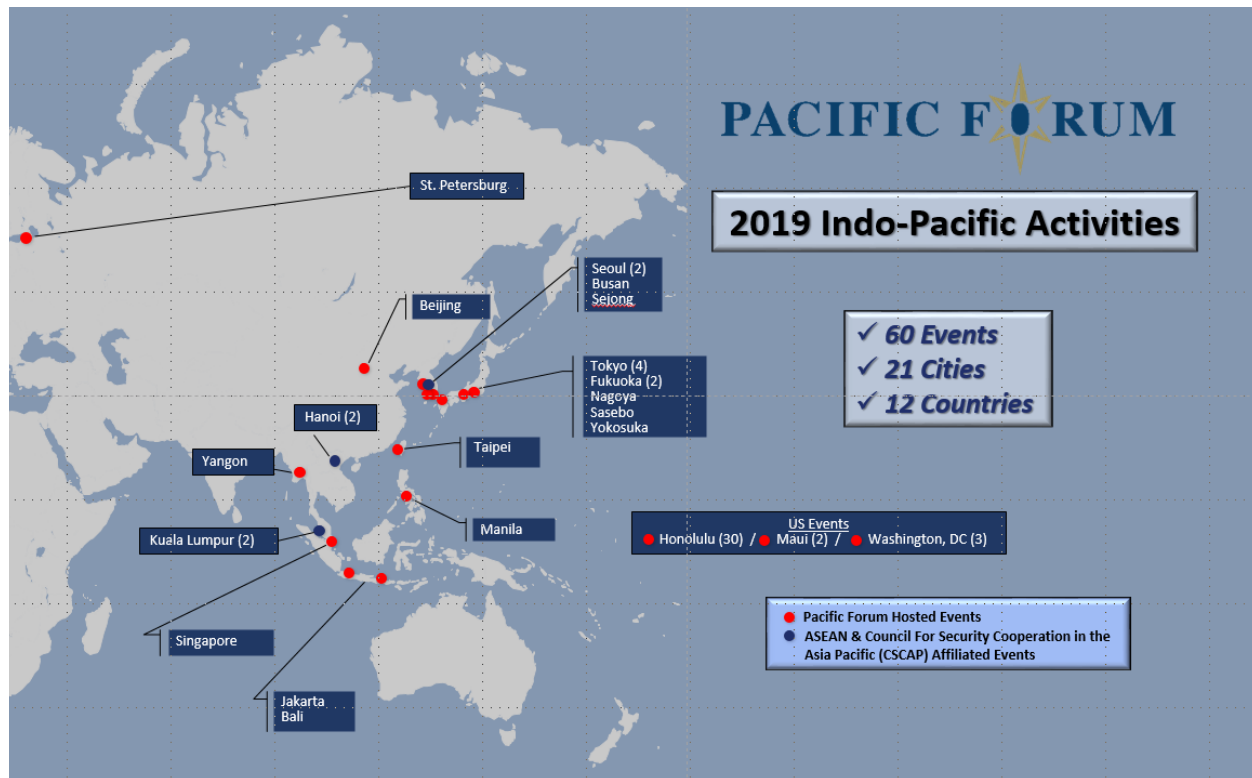 PACIFIC FORUM
2019 Indo-Pacific Activities
✓ 60 Events
✓ 21 Cities
✓ 12 Countries
St. Petersburg
Seoul (2)
Busan
Sejong
Beijing
Tokyo (4)
Fukuoka (2)
Nagoya
Sasebo
Yokosuka
Hanoi (2)
Taipei
Yangon
Manila
Kuala Lumpur (2)
Singapore
Jakarta
Bali
US Events
Honolulu (30) / Maui (2) / Washington, DC (3)
Pacific Forum Hosted Events
ASEAN & Council For Security Cooperation in the
Asia Pacific (CSCAP) Affiliated Events